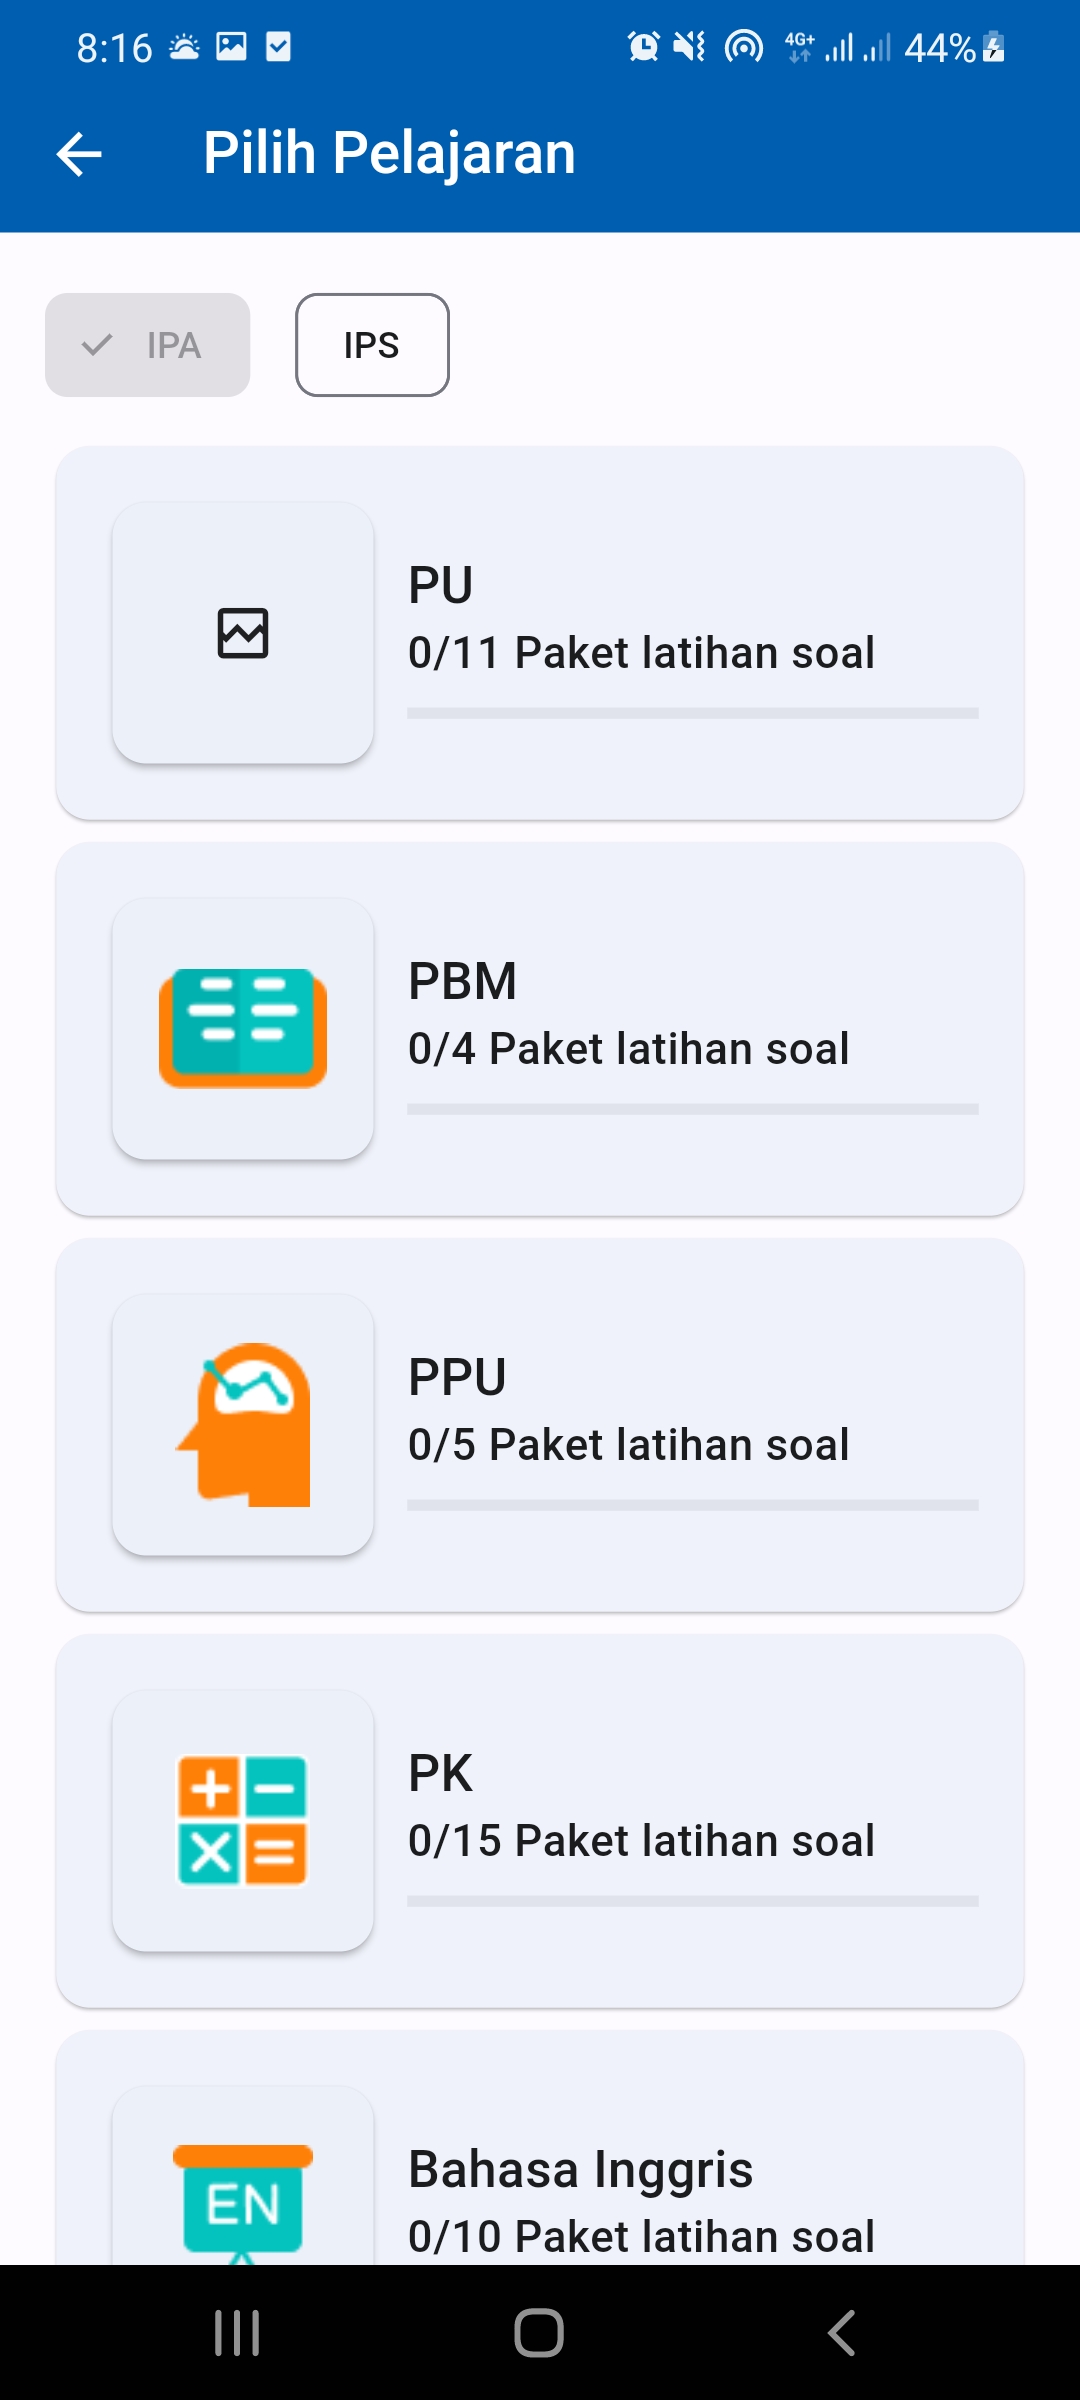 8:16
4G+
44%
Pilih Pelajaran
IPA
IPS
PU
0/11 Paket latihan soal
PBM
0/4 Paket latihan soal
PPU
0/5 Paket latihan soal
PK
0/15 Paket latihan soal
EN
Bahasa Inggris
0/10 Paket latihan soal